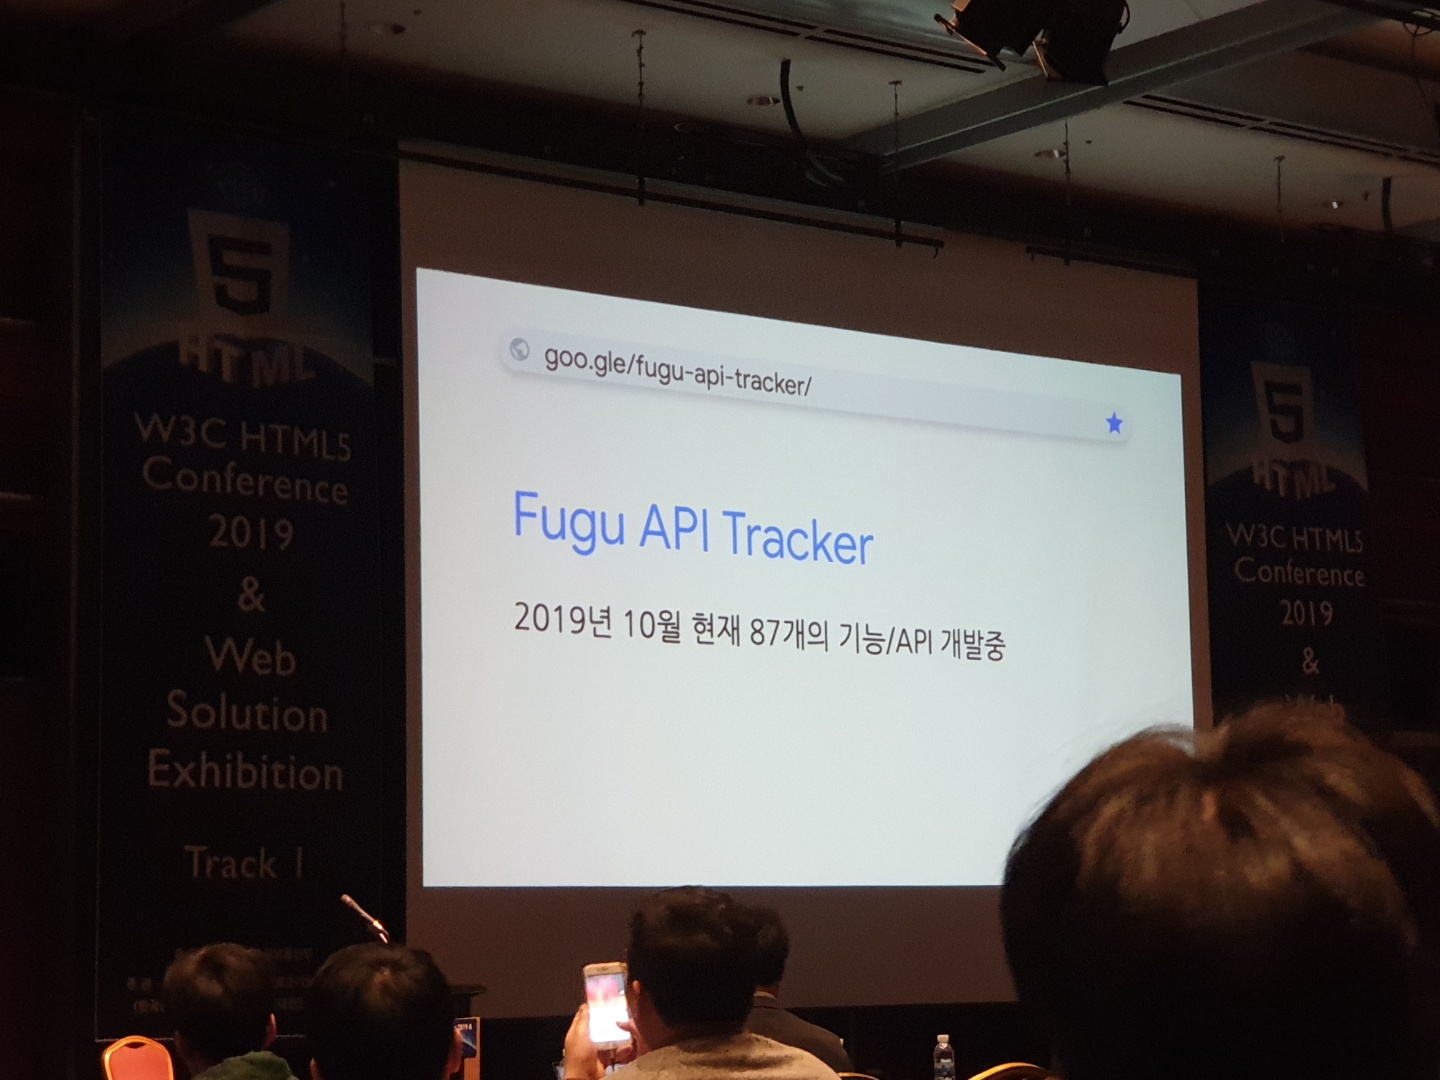 5
HTML
W3C HTML5
Conference
2019
&
Web
Solution
Exhibition
Track 1
goo.gle/fugu-api-tracker/
Fugu API Tracker
2019년 10월 현재 87개의 기능/API 개발중
5
HTML
W3C HTML5
Conference
2019
&
Web